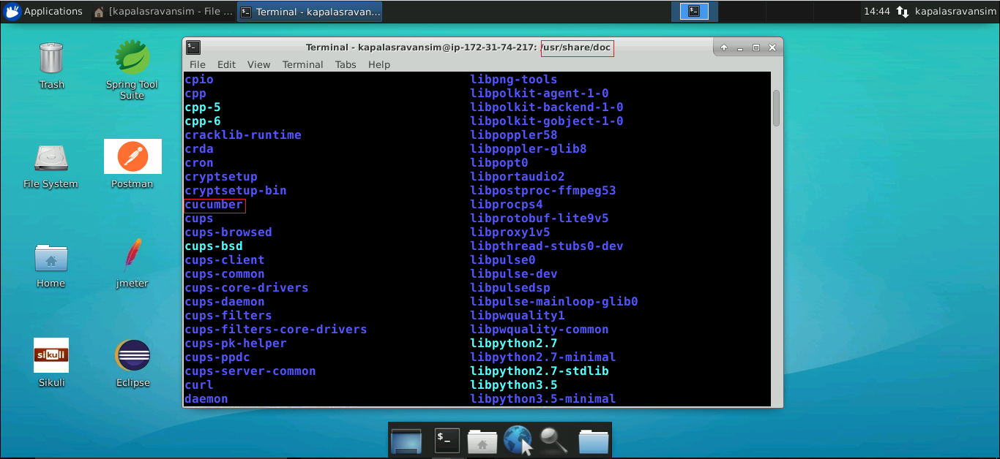 Applications
[kapalasravansim - File ...
Terminal - kapalasravan...
14:44
kapalasravansim
Trash
Spring Tool
Suite
File System
Postman
Home
jmeter
sikuli
Sikuli
Eclipse
Terminal - kapalasravansim@ip-172-31-74-217: /usr/share/doc
File Edit View Terminal Tabs Help
cpio libpng-tools
cpp libpolkit-agent-1-0
cpp-5 libpolkit-backend-1-0
cpp-6 libpolkit-gobject-1-0
cracklib-runtime libpoppler58
crda libpoppler-glib8
cron libpopt0
cryptsetup libportaudio2
cryptsetup-bin libpostproc-ffmpeg53
cucumber libprocps4
cups libprotobuf-lite9v5
cups-browsed libproxy1v5
cups-bsd libpthread-stubs0-dev
cups-client libpulse0
cups-common libpulse-dev
cups-core-drivers libpulsedsp
cups-daemon libpulse-mainloop-glib0
cups-filters libpwquality1
cups-filters-core-drivers libpwquality-common
cups-pk-helper libpython2.7
cups-ppdc libpython2.7-minimal
cups-server-common libpython2.7-stdlib
curl libpython3.5
daemon libpython3.5-minimal
$_